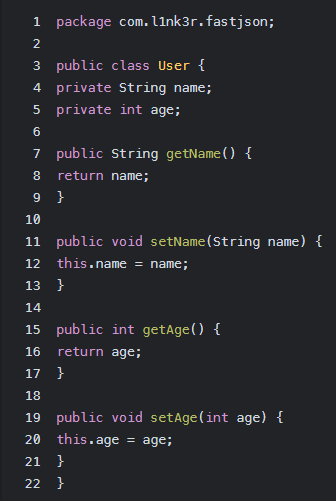 1 package com.l1nk3r.fastjson;
2
3 public class User {
4 private String name;
5 private int age;
6
7 public String getName() {
8 return name;
9 }
10
11 public void setName(String name) {
12 this.name = name;
13 }
14
15 public int getAge() {
16 return age;
17 }
18
19 public void setAge(int age) {
20 this.age = age;
21 }
22 }